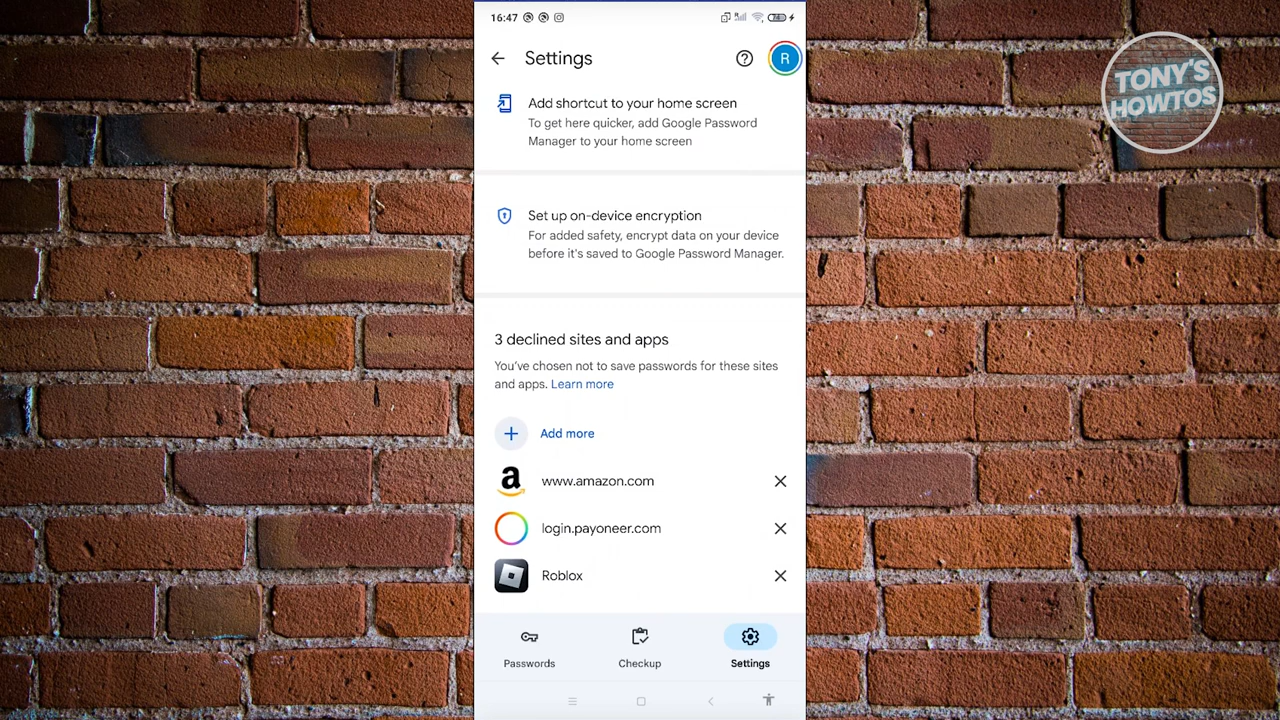 16:47
Settings
R
TONY'S
HOWTOS
Add shortcut to your home screen
To get here quicker, add Google Password
Manager to your home screen
Set up on-device encryption
For added safety, encrypt data on your device
before it's saved to Google Password Manager.
3 declined sites and apps
You've chosen not to save passwords for these sites
and apps. Learn more
Add more
www.amazon.com
login.payoneer.com
Roblox
Passwords
Checkup
Settings